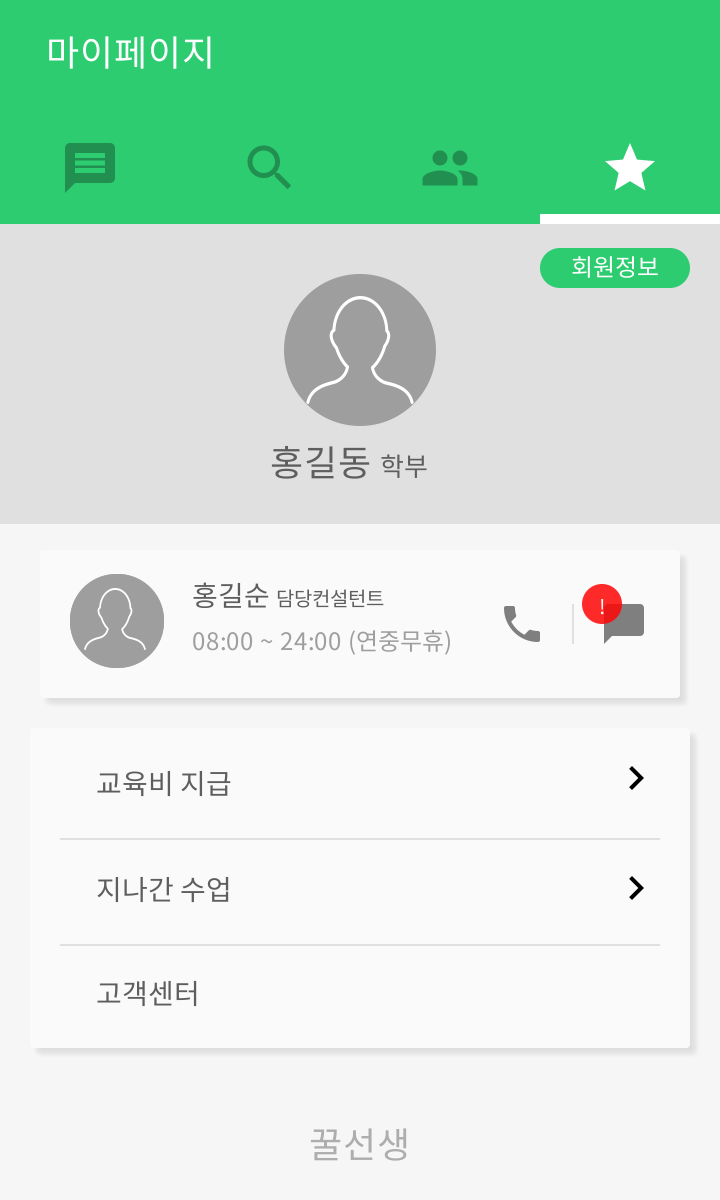 마이페이지
회원정보
홍길동 학부
홍길순 담당컨설턴트
08:00 ~ 24:00 (연중무휴)
!
교육비 지급
지나간 수업
고객센터
꿀선생